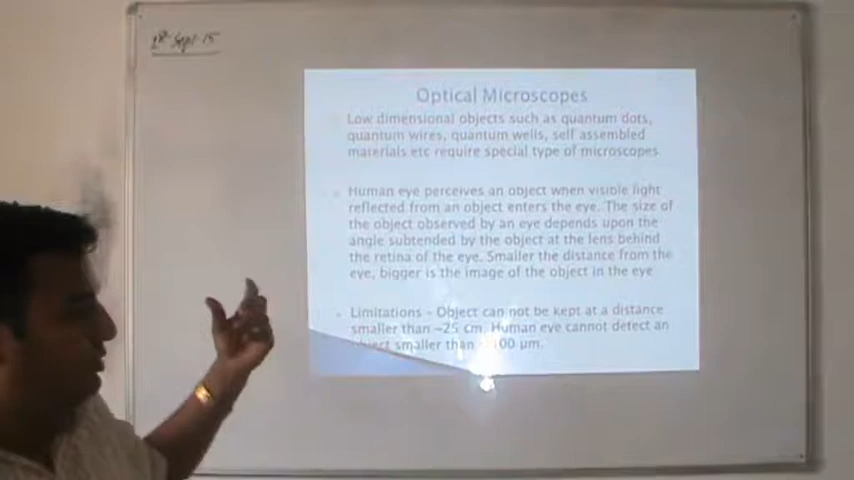 1st Sept-15
Optical Microscopes
Low dimensional objects such as quantum dots,
quantum wires, quantum wells, self assembled
materials etc require special type of microscopes
Human eye perceives an object when visible light
reflected from an object enters the eye. The size of
the object observed by an eye depends upon the
angle subtended by the object at the lens behind
the retina of the eye. Smaller the distance from the
eye, bigger is the image of the object in the eye
Limitations - Object can not be kept at a distance
smaller than ~25 cm. Human eye cannot detect an
object smaller than 100 μm.